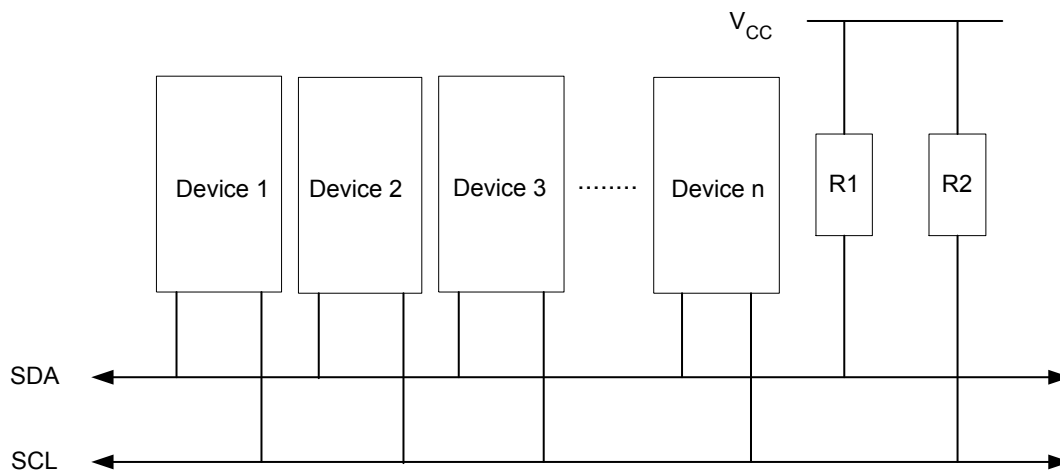 VCC
Device 1
Device 2
Device 3
........
Device n
R1
R2
SDA
SCL